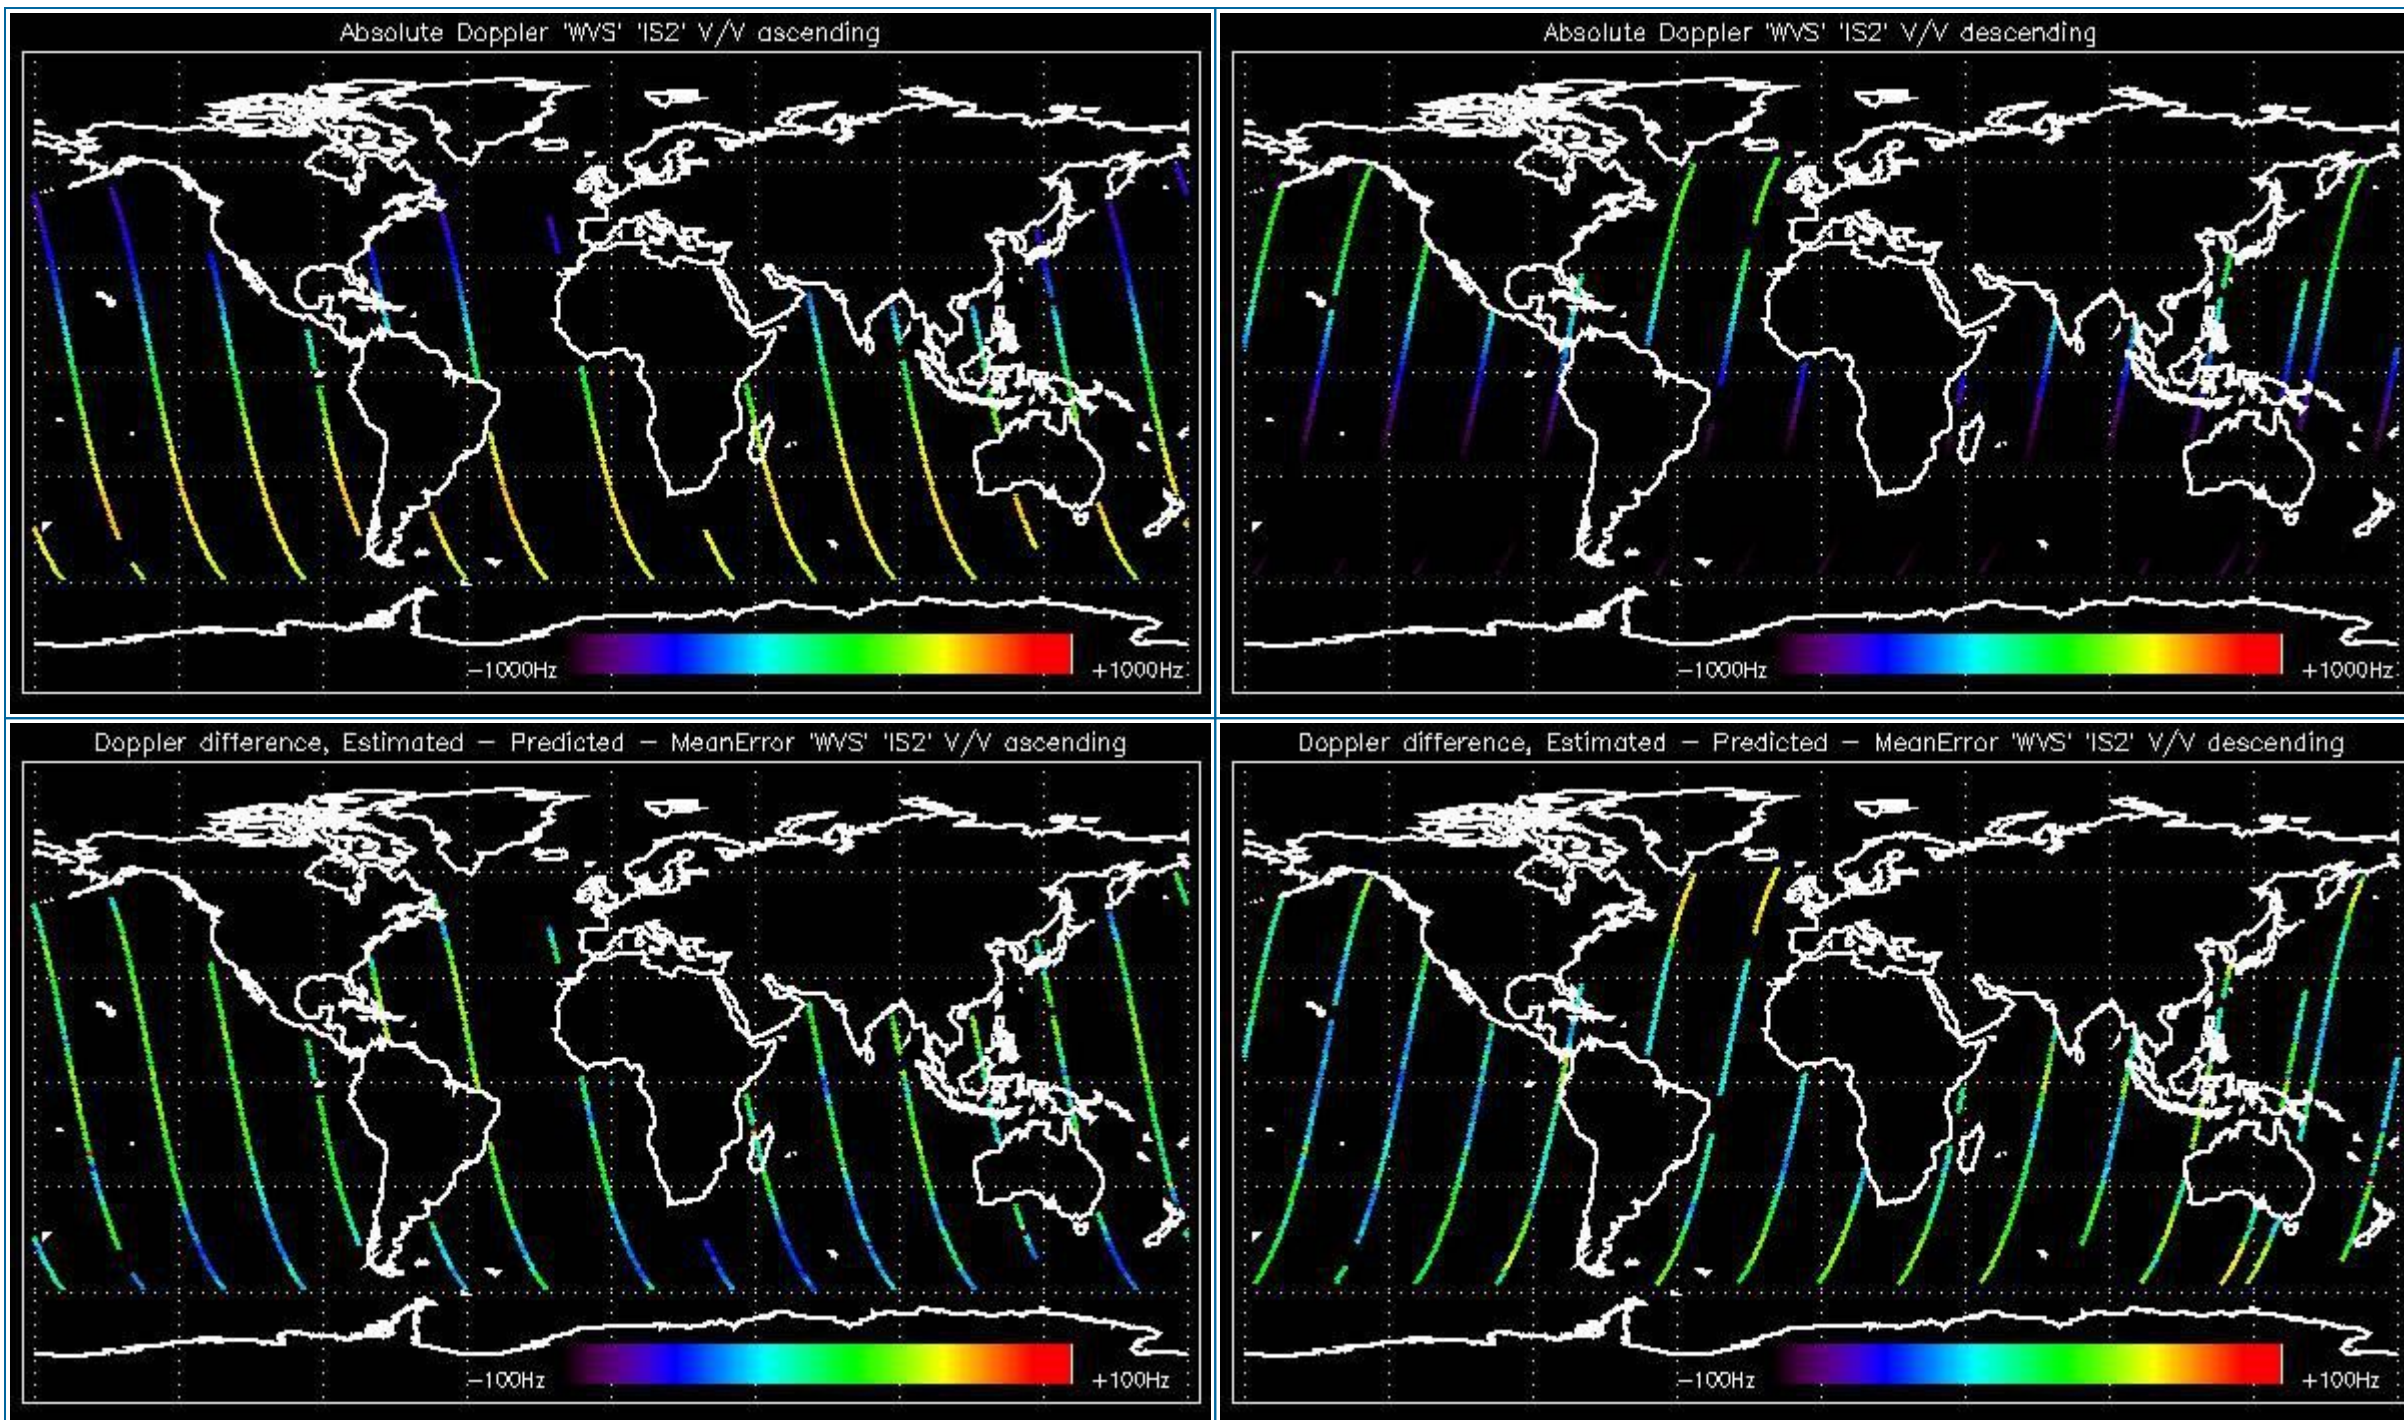 Absolute Doppler 'WVS' 'IS2' V/V ascending
−1000Hz +1000Hz
Absolute Doppler 'WVS' 'IS2' V/V descending
−1000Hz +1000Hz
Doppler difference, Estimated − Predicted − MeanError 'WVS' 'IS2' V/V ascending
−100Hz +100Hz
Doppler difference, Estimated − Predicted − MeanError 'WVS' 'IS2' V/V descending
−100Hz +100Hz